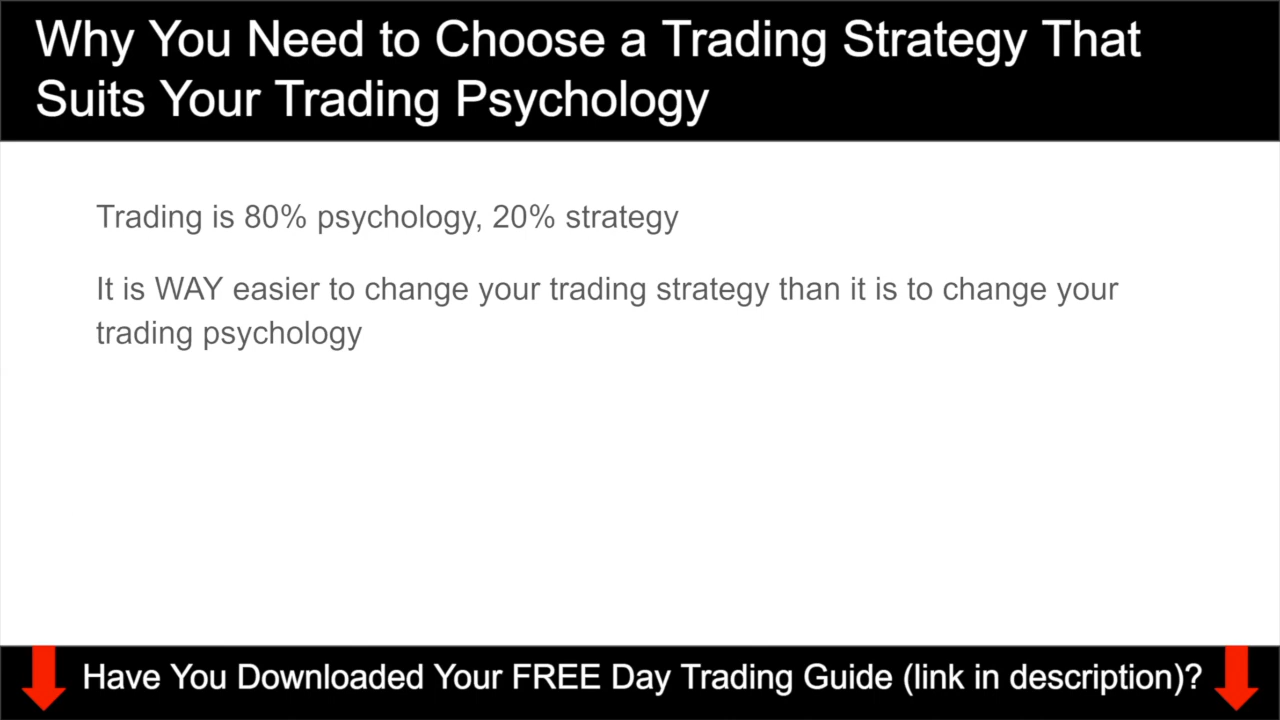 Why You Need to Choose a Trading Strategy That
Suits Your Trading Psychology
Trading is 80% psychology, 20% strategy
It is WAY easier to change your trading strategy than it is to change your
trading psychology
Have You Downloaded Your FREE Day Trading Guide (link in description)?